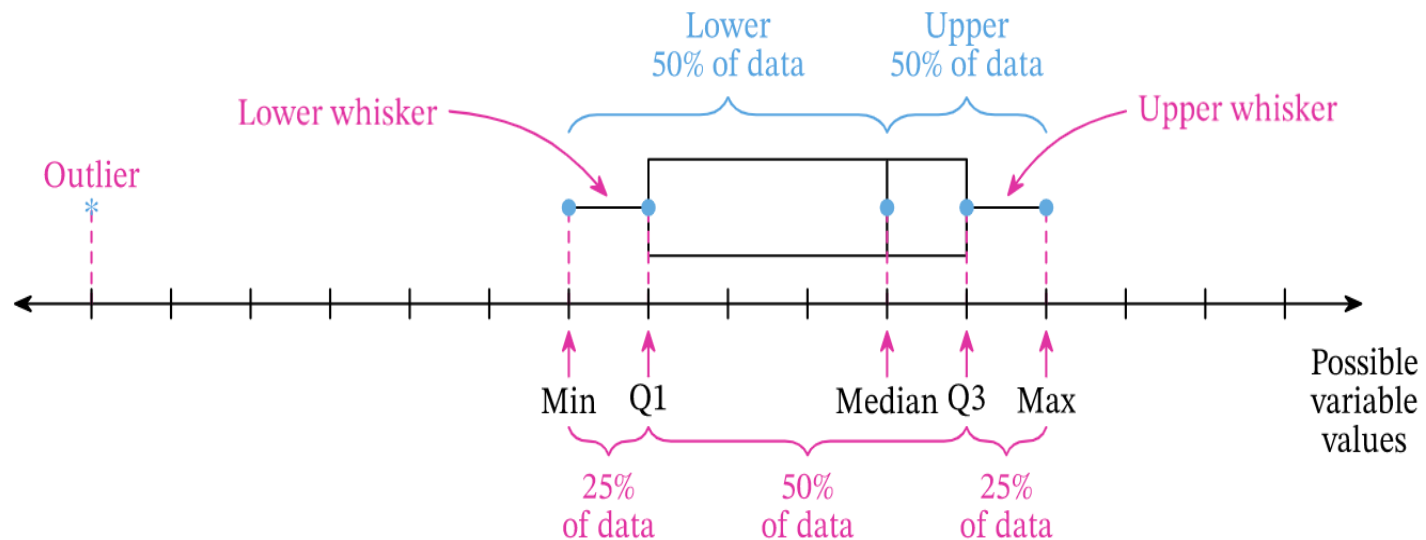 Lower
50% of data
Upper
50% of data
Lower whisker
Upper whisker
Outlier
*
Min
Q1
Median
Q3
Max
Possible
variable
values
25%
of data
50%
of data
25%
of data